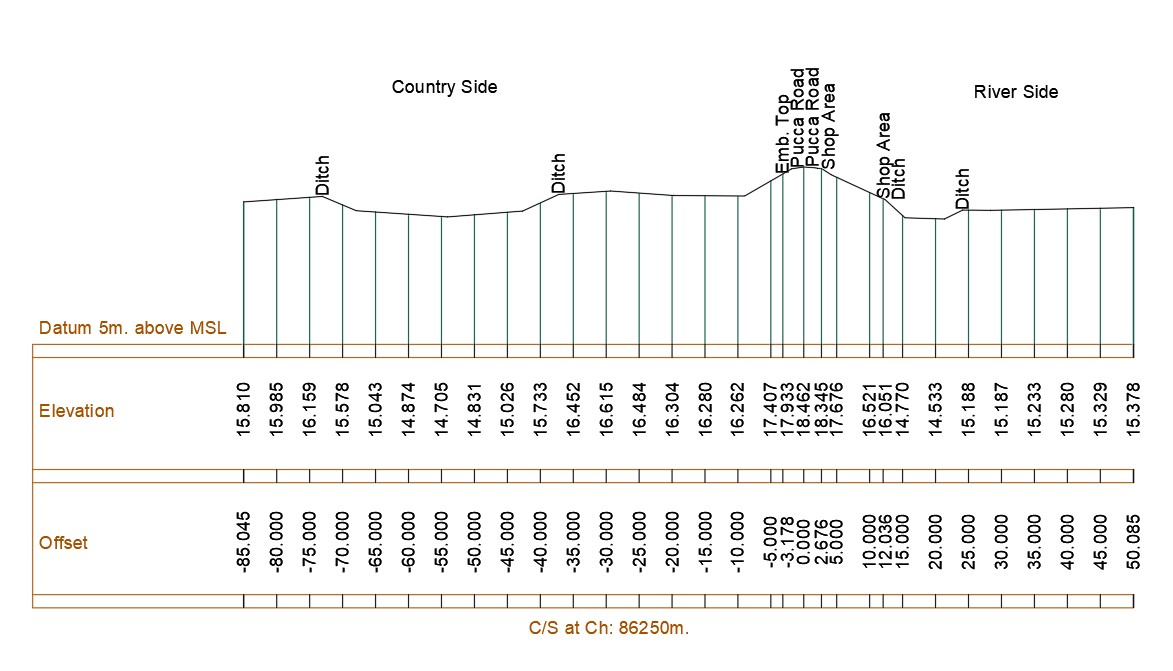 Country Side
River Side
Ditch
Ditch
Emb. Top
Pucca Road
Pucca Road
Shop Area
Shop Area
Ditch
Ditch
Datum 5m. above MSL
Elevation
15.810 15.985 16.159 15.578 15.043 14.874 14.705 14.831 15.026 15.733 16.452 16.615 16.484 16.304 16.280 16.262 17.407 17.933 18.462 18.345 17.676 16.521 16.051 14.770 14.533 15.188 15.187 15.233 15.280 15.329 15.378
Offset
-85.045 -80.000 -75.000 -70.000 -65.000 -60.000 -55.000 -50.000 -45.000 -40.000 -35.000 -30.000 -25.000 -20.000 -15.000 -10.000 -5.000 -3.178 0.000 2.676 5.000 10.000 12.036 15.000 20.000 25.000 30.000 35.000 40.000 45.000 50.085
C/S at Ch: 86250m.